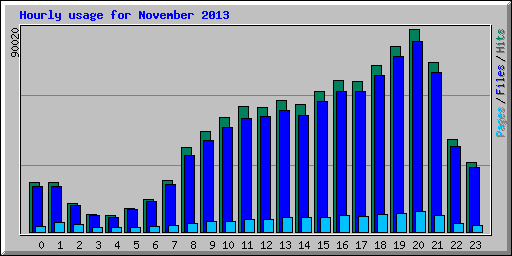 Hourly usage for November 2013
90020
Pages / Files / Hits
0 1 2 3 4 5 6 7 8 9 10 11 12 13 14 15 16 17 18 19 20 21 22 23